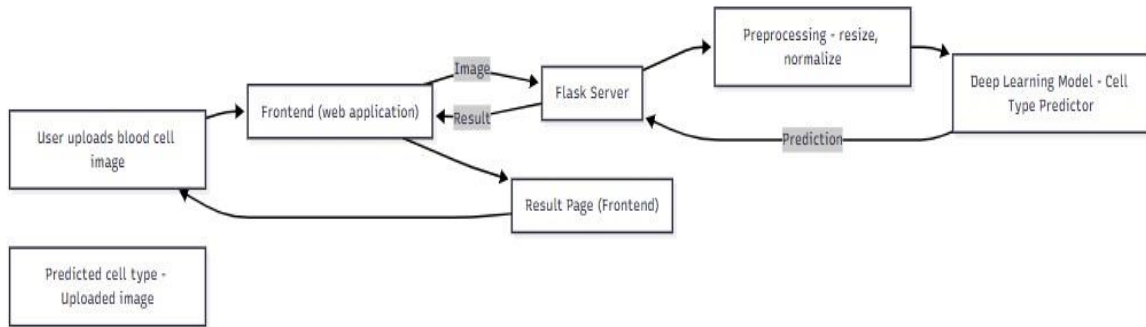 Preprocessing - resize,
normalize
Image
Flask Server
Deep Learning Model - Cell
Type Predictor
Frontend (web application)
Result
User uploads blood cell
image
Prediction
Result Page (Frontend)
Predicted cell type -
Uploaded image